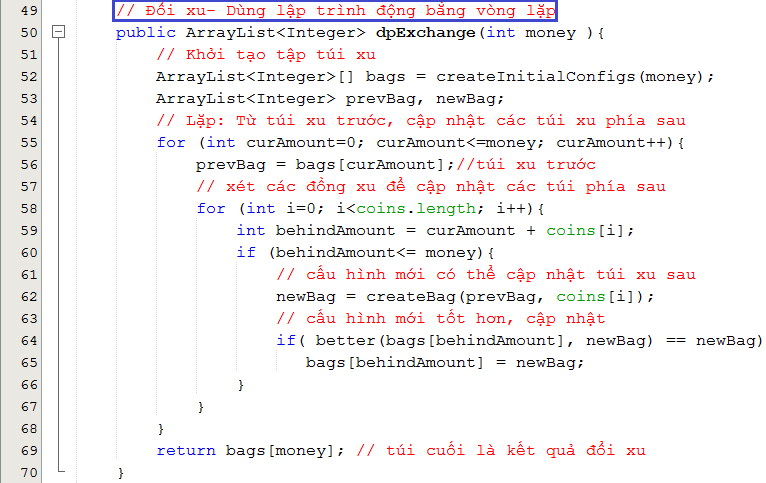 49 // Đổi xu- Dùng lập trình động bằng vòng lặp
50 public ArrayList<Integer> dpExchange(int money ){
51 // Khởi tạo tập túi xu
52 ArrayList<Integer>[] bags = createInitialConfigs(money);
53 ArrayList<Integer> prevBag, newBag;
54 // Lặp: Từ túi xu trước, cập nhật các túi xu phía sau
55 for (int curAmount=0; curAmount<=money; curAmount++){
56 prevBag = bags[curAmount];//túi xu trước
57 // xét các đồng xu để cập nhật các túi phía sau
58 for (int i=0; i<coins.length; i++){
59 int behindAmount = curAmount + coins[i];
60 if (behindAmount<= money){
61 // cấu hình mới có thể cập nhật túi xu sau
62 newBag = createBag(prevBag, coins[i]);
63 // cấu hình mới tốt hơn, cập nhật
64 if( better(bags[behindAmount], newBag) == newBag)
65 bags[behindAmount] = newBag;
66 }
67 }
68 }
69 return bags[money]; // túi cuối là kết quả đổi xu
70 }